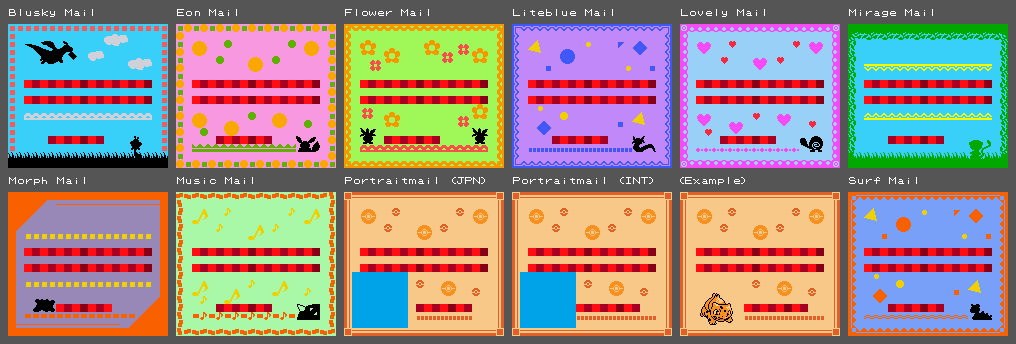 Blusky Mail
Eon Mail
Flower Mail
Liteblue Mail
Lovely Mail
Mirage Mail
Morph Mail
Music Mail
Portraitmail (JPN)
Portraitmail (INT)
(Example)
Surf Mail